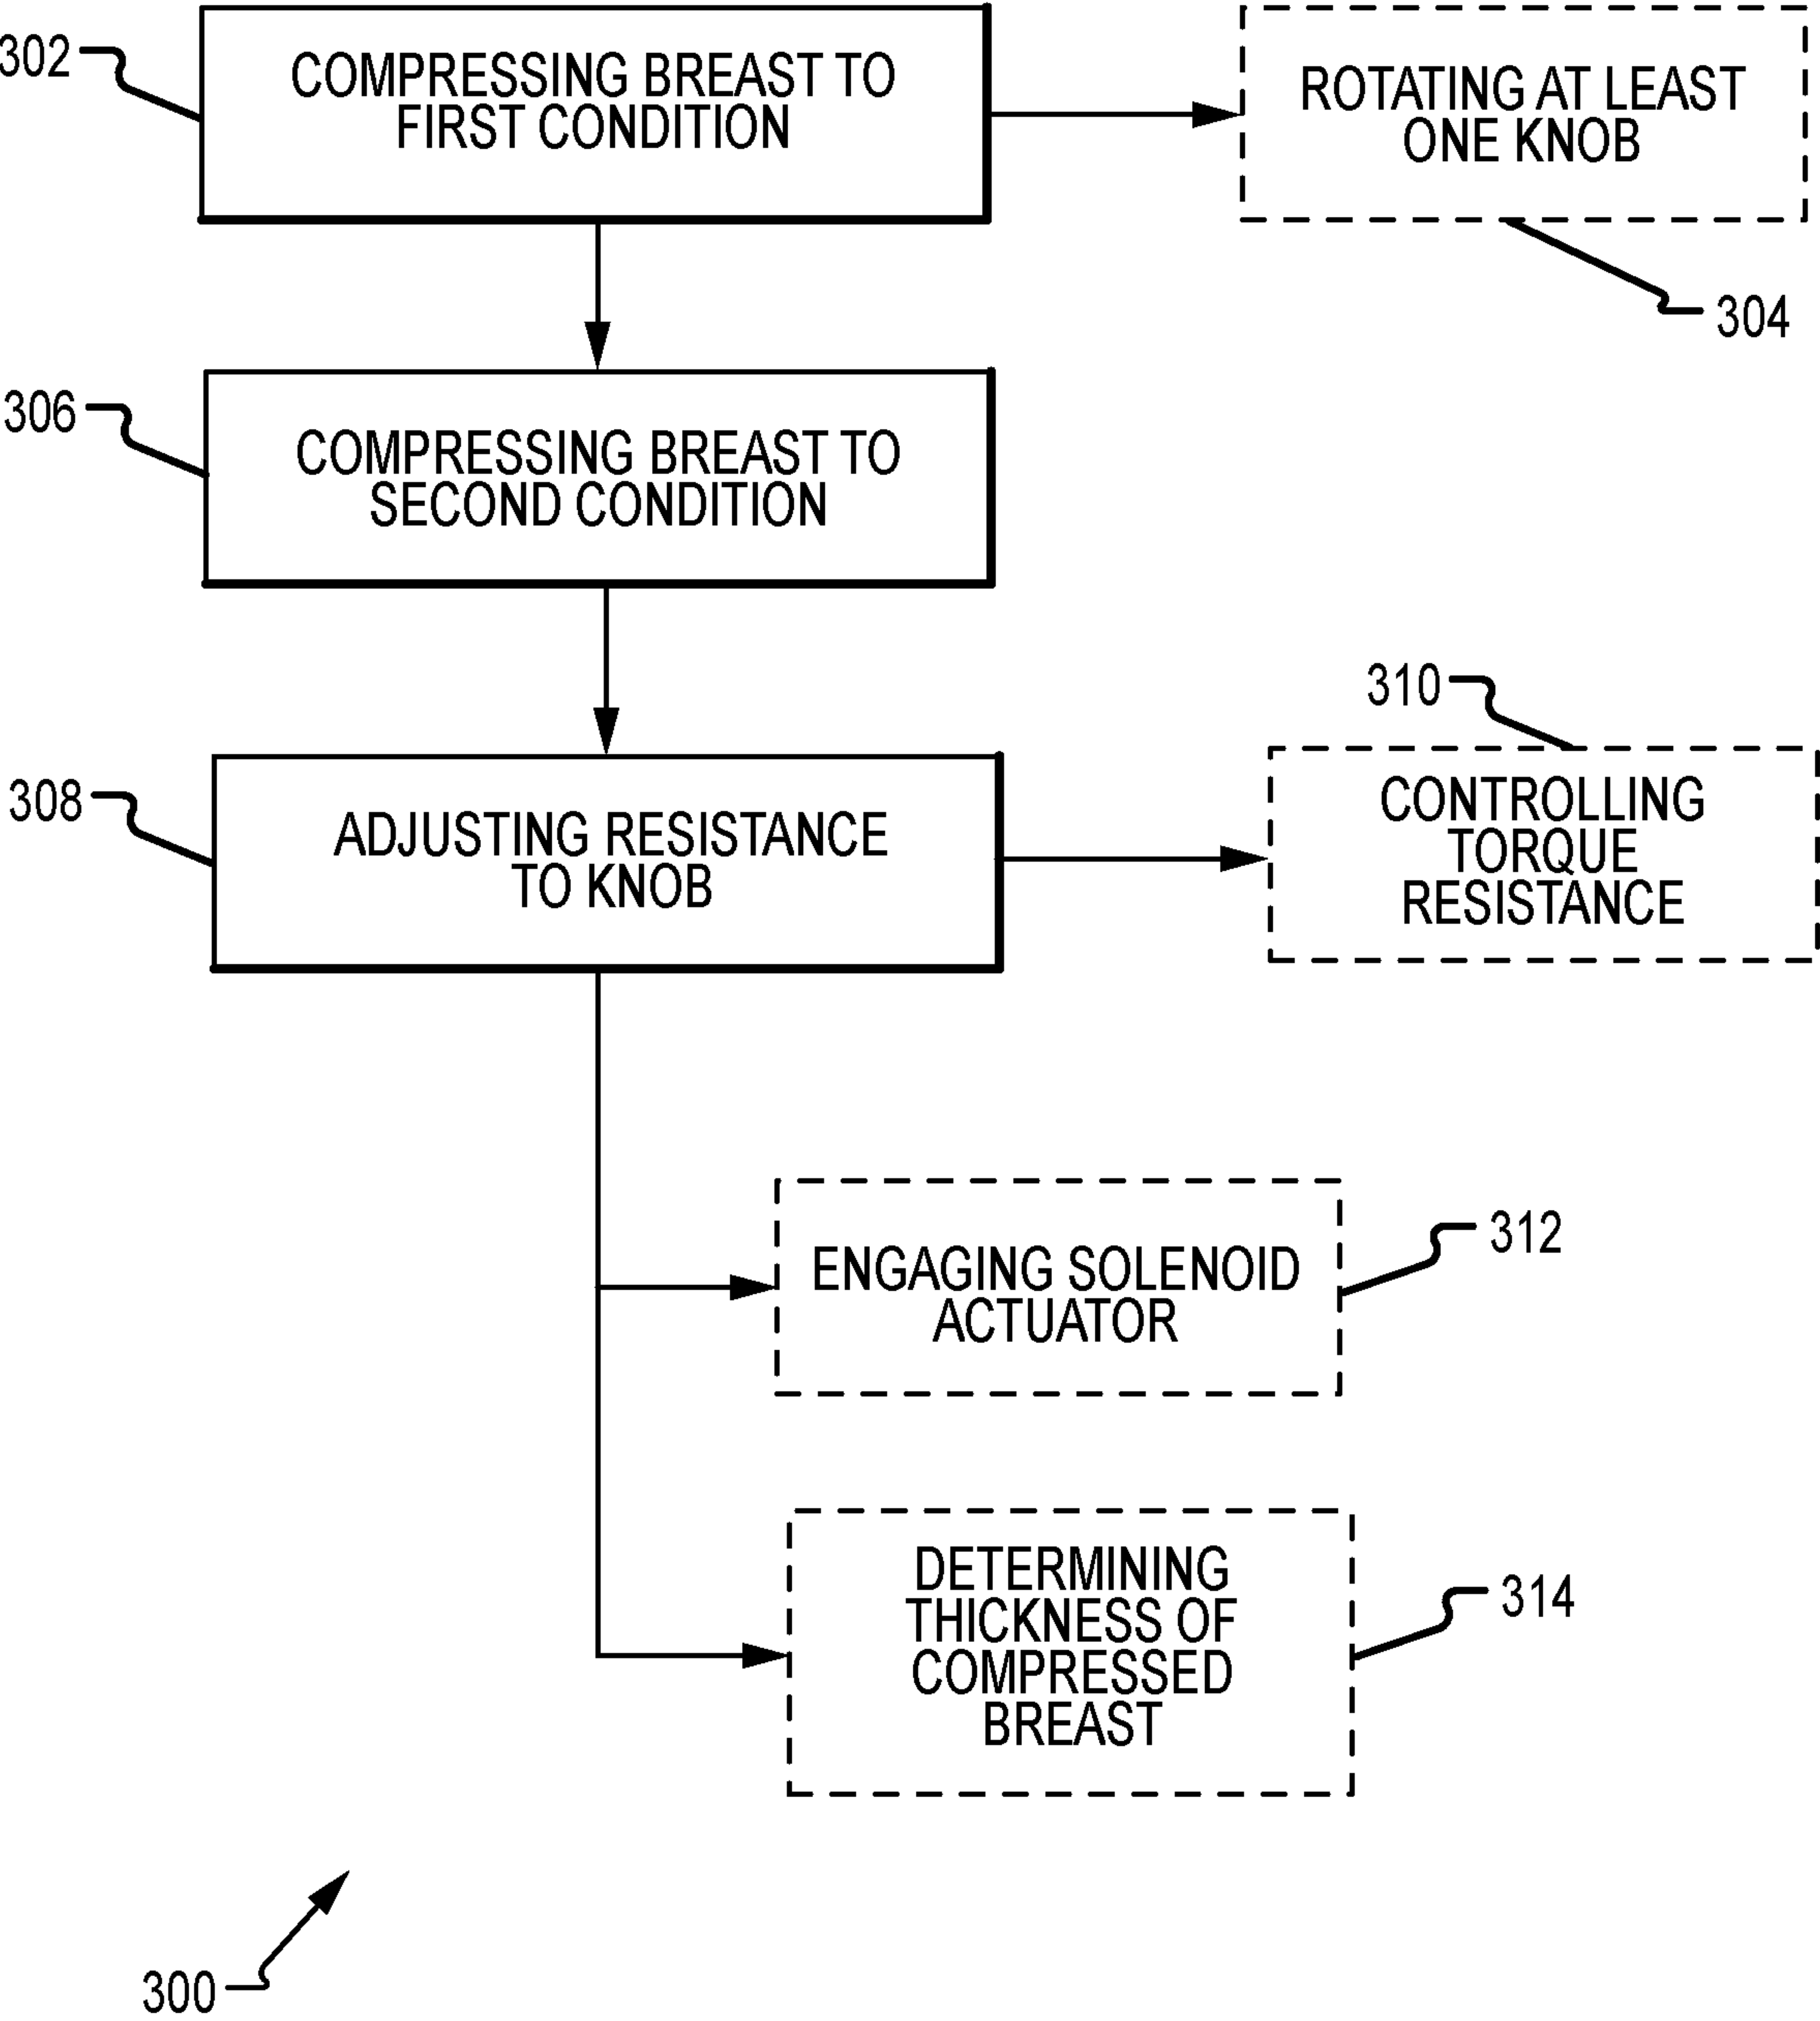 302
COMPRESSING BREAST TO
FIRST CONDITION
ROTATING AT LEAST
ONE KNOB
304
306
COMPRESSING BREAST TO
SECOND CONDITION
310
308
ADJUSTING RESISTANCE
TO KNOB
CONTROLLING
TORQUE
RESISTANCE
312
ENGAGING SOLENOID
ACTUATOR
DETERMINING
THICKNESS OF
COMPRESSED
BREAST
314
300